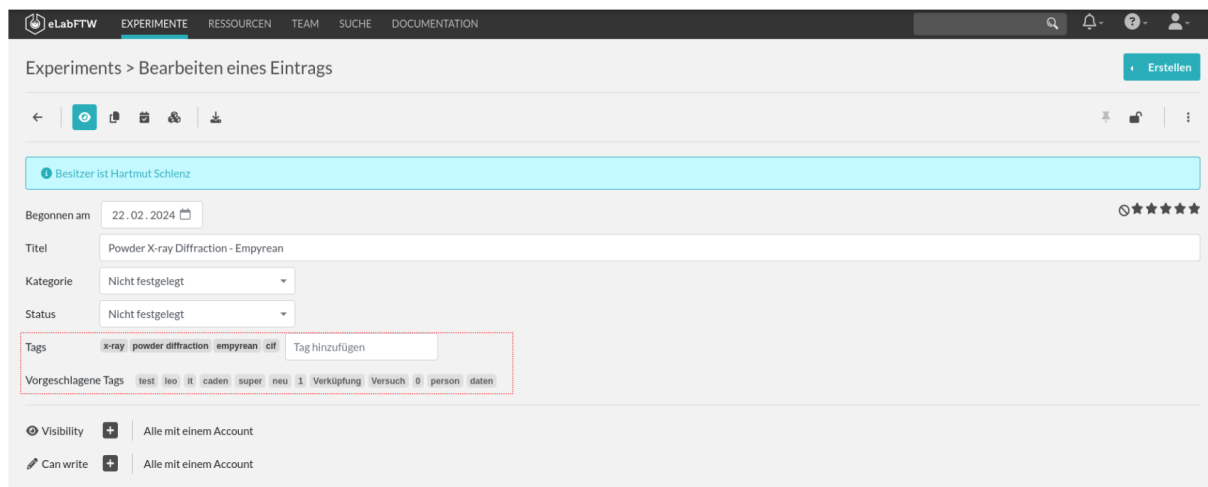 eLabFTW EXPERIMENTE RESSOURCEN TEAM SUCHE DOCUMENTATION
Experiments > Bearbeiten eines Eintrags
Erstellen
Besitzer ist Hartmut Schlenz
Begonnen am 22.02.2024
Titel Powder X-ray Diffraction - Empyrean
Kategorie Nicht festgelegt
Status Nicht festgelegt
Tags x-ray powder diffraction empyrean cif Tag hinzufügen
Vorgeschlagene Tags test leo it caden super neu 1 Verküpfung Versuch 0 person daten
Visibility Alle mit einem Account
Can write Alle mit einem Account